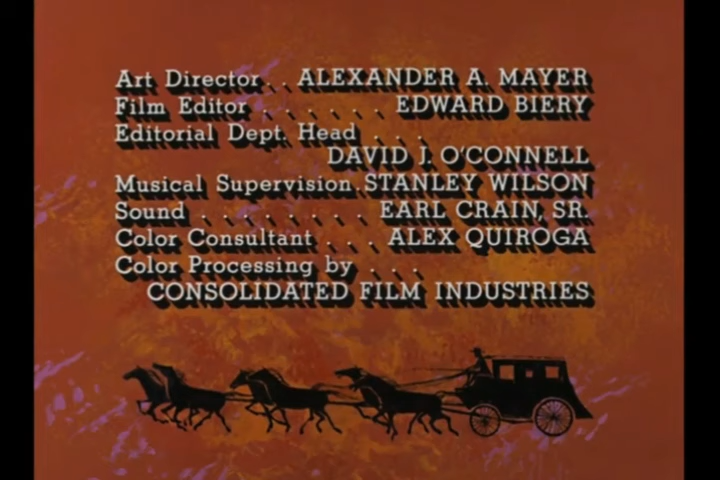 Art Director . . ALEXANDER A. MAYER
Film Editor . . . . . . EDWARD BIERY
Editorial Dept. Head . . .
DAVID J. O'CONNELL
Musical Supervision . STANLEY WILSON
Sound . . . . . . . . EARL CRAIN, SR.
Color Consultant . . . ALEX QUIROGA
Color Processing by . . .
CONSOLIDATED FILM INDUSTRIES